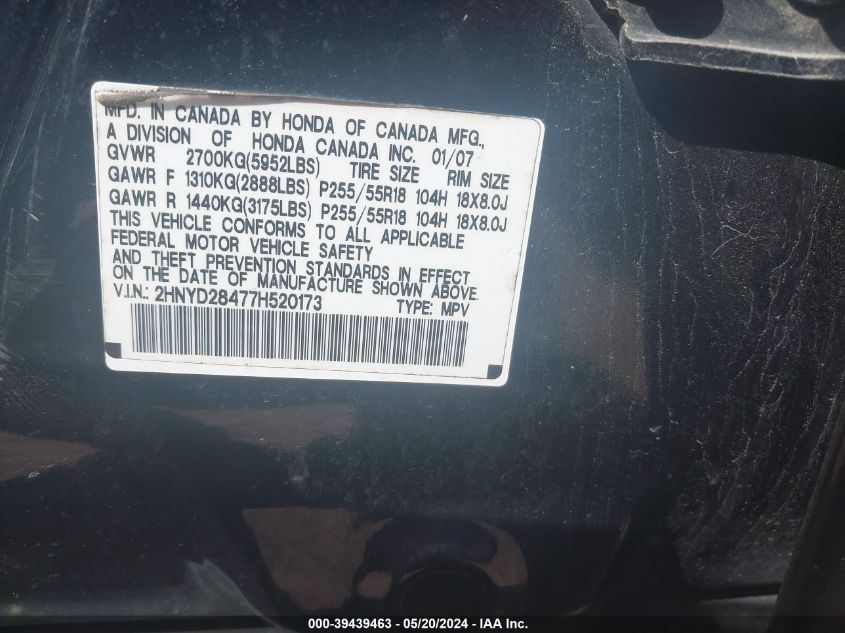 MFD. IN CANADA BY HONDA OF CANADA MFG.,
A DIVISION OF HONDA CANADA INC. 01/07
GVWR 2700KG(5952LBS) TIRE SIZE RIM SIZE
GAWR F 1310KG(2888LBS) P255/55R18 104H 18X8.0J
GAWR R 1440KG(3175LBS) P255/55R18 104H 18X8.0J
THIS VEHICLE CONFORMS TO ALL APPLICABLE
FEDERAL MOTOR VEHICLE SAFETY
AND THEFT PREVENTION STANDARDS IN EFFECT
ON THE DATE OF MANUFACTURE SHOWN ABOVE.
V.I.N.: 2HNYD28477H520173 TYPE: MPV
000-39439463 - 05/20/2024 - IAA Inc.